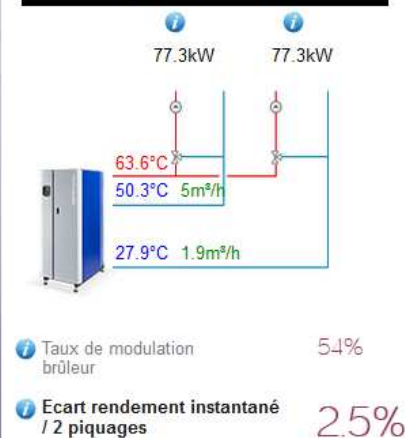 77.3kW 77.3kW
63.6°C
50.3°C 5m³/h
27.9°C 1.9m³/h
Taux de modulation 54%
brûleur
Ecart rendement instantané 2.5%
/ 2 piquages